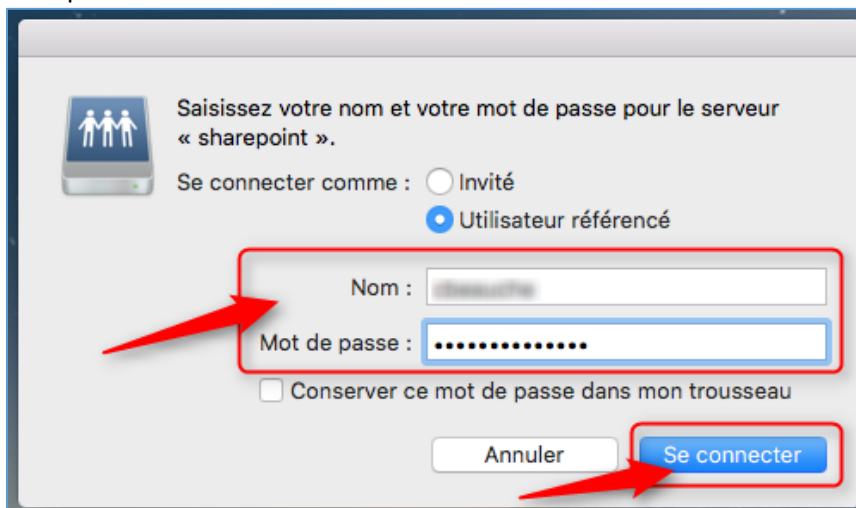 Saisissez votre nom et votre mot de passe pour le serveur
« sharepoint ».
Se connecter comme : Invité
Utilisateur référencé
Nom :
Mot de passe : ••••••••••••••
Conserver ce mot de passe dans mon trousseau
Annuler Se connecter